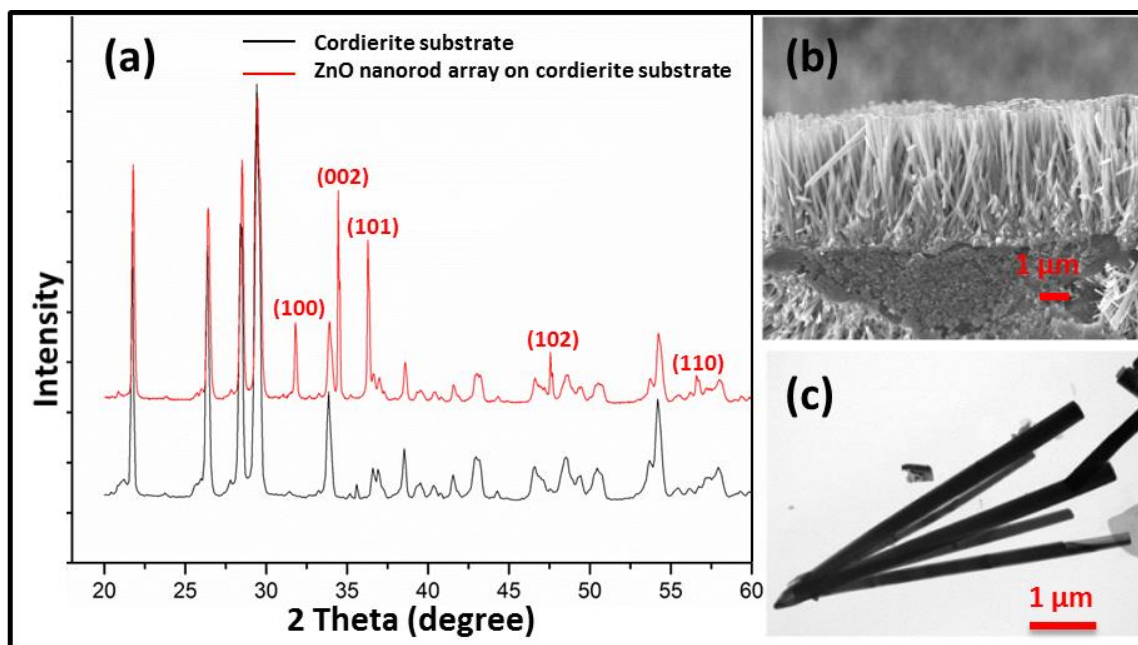 (a)
Cordierite substrate
ZnO nanorod array on cordierite substrate
(002)
(101)
(100)
(102)
(110)
Intensity
20 25 30 35 40 45 50 55 60
2 Theta (degree)
(b)
1 μm
(c)
1 μm